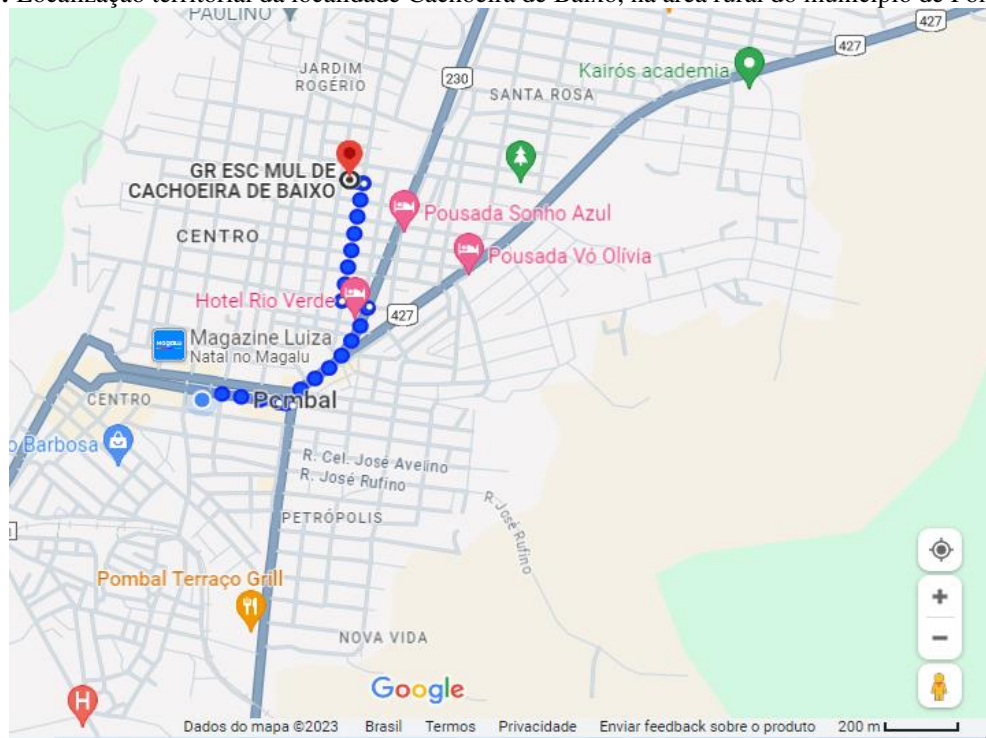 Localização territorial da localidade Cachoeira de Baixo, na área rural do município de
PAULINO
427
427
JARDIM
ROGÉRIO
230
Kairós academia
SANTA ROSA
GR ESC MUL DE
CACHOEIRA DE BAIXO
Pousada Sonho Azul
CENTRO
Pousada Vó Olívia
Hotel Rio Verde
427
Magalu
Magazine Luiza
Natal no Magalu
CENTRO
Pombal
o Barbosa
R. Cel. José Avelino
R. José Rufino
PETRÓPOLIS
R. José Rufino
Pombal Terraço Grill
NOVA VIDA
H
Google
Dados do mapa ©2023 Brasil Termos Privacidade Enviar feedback sobre o produto 200 m